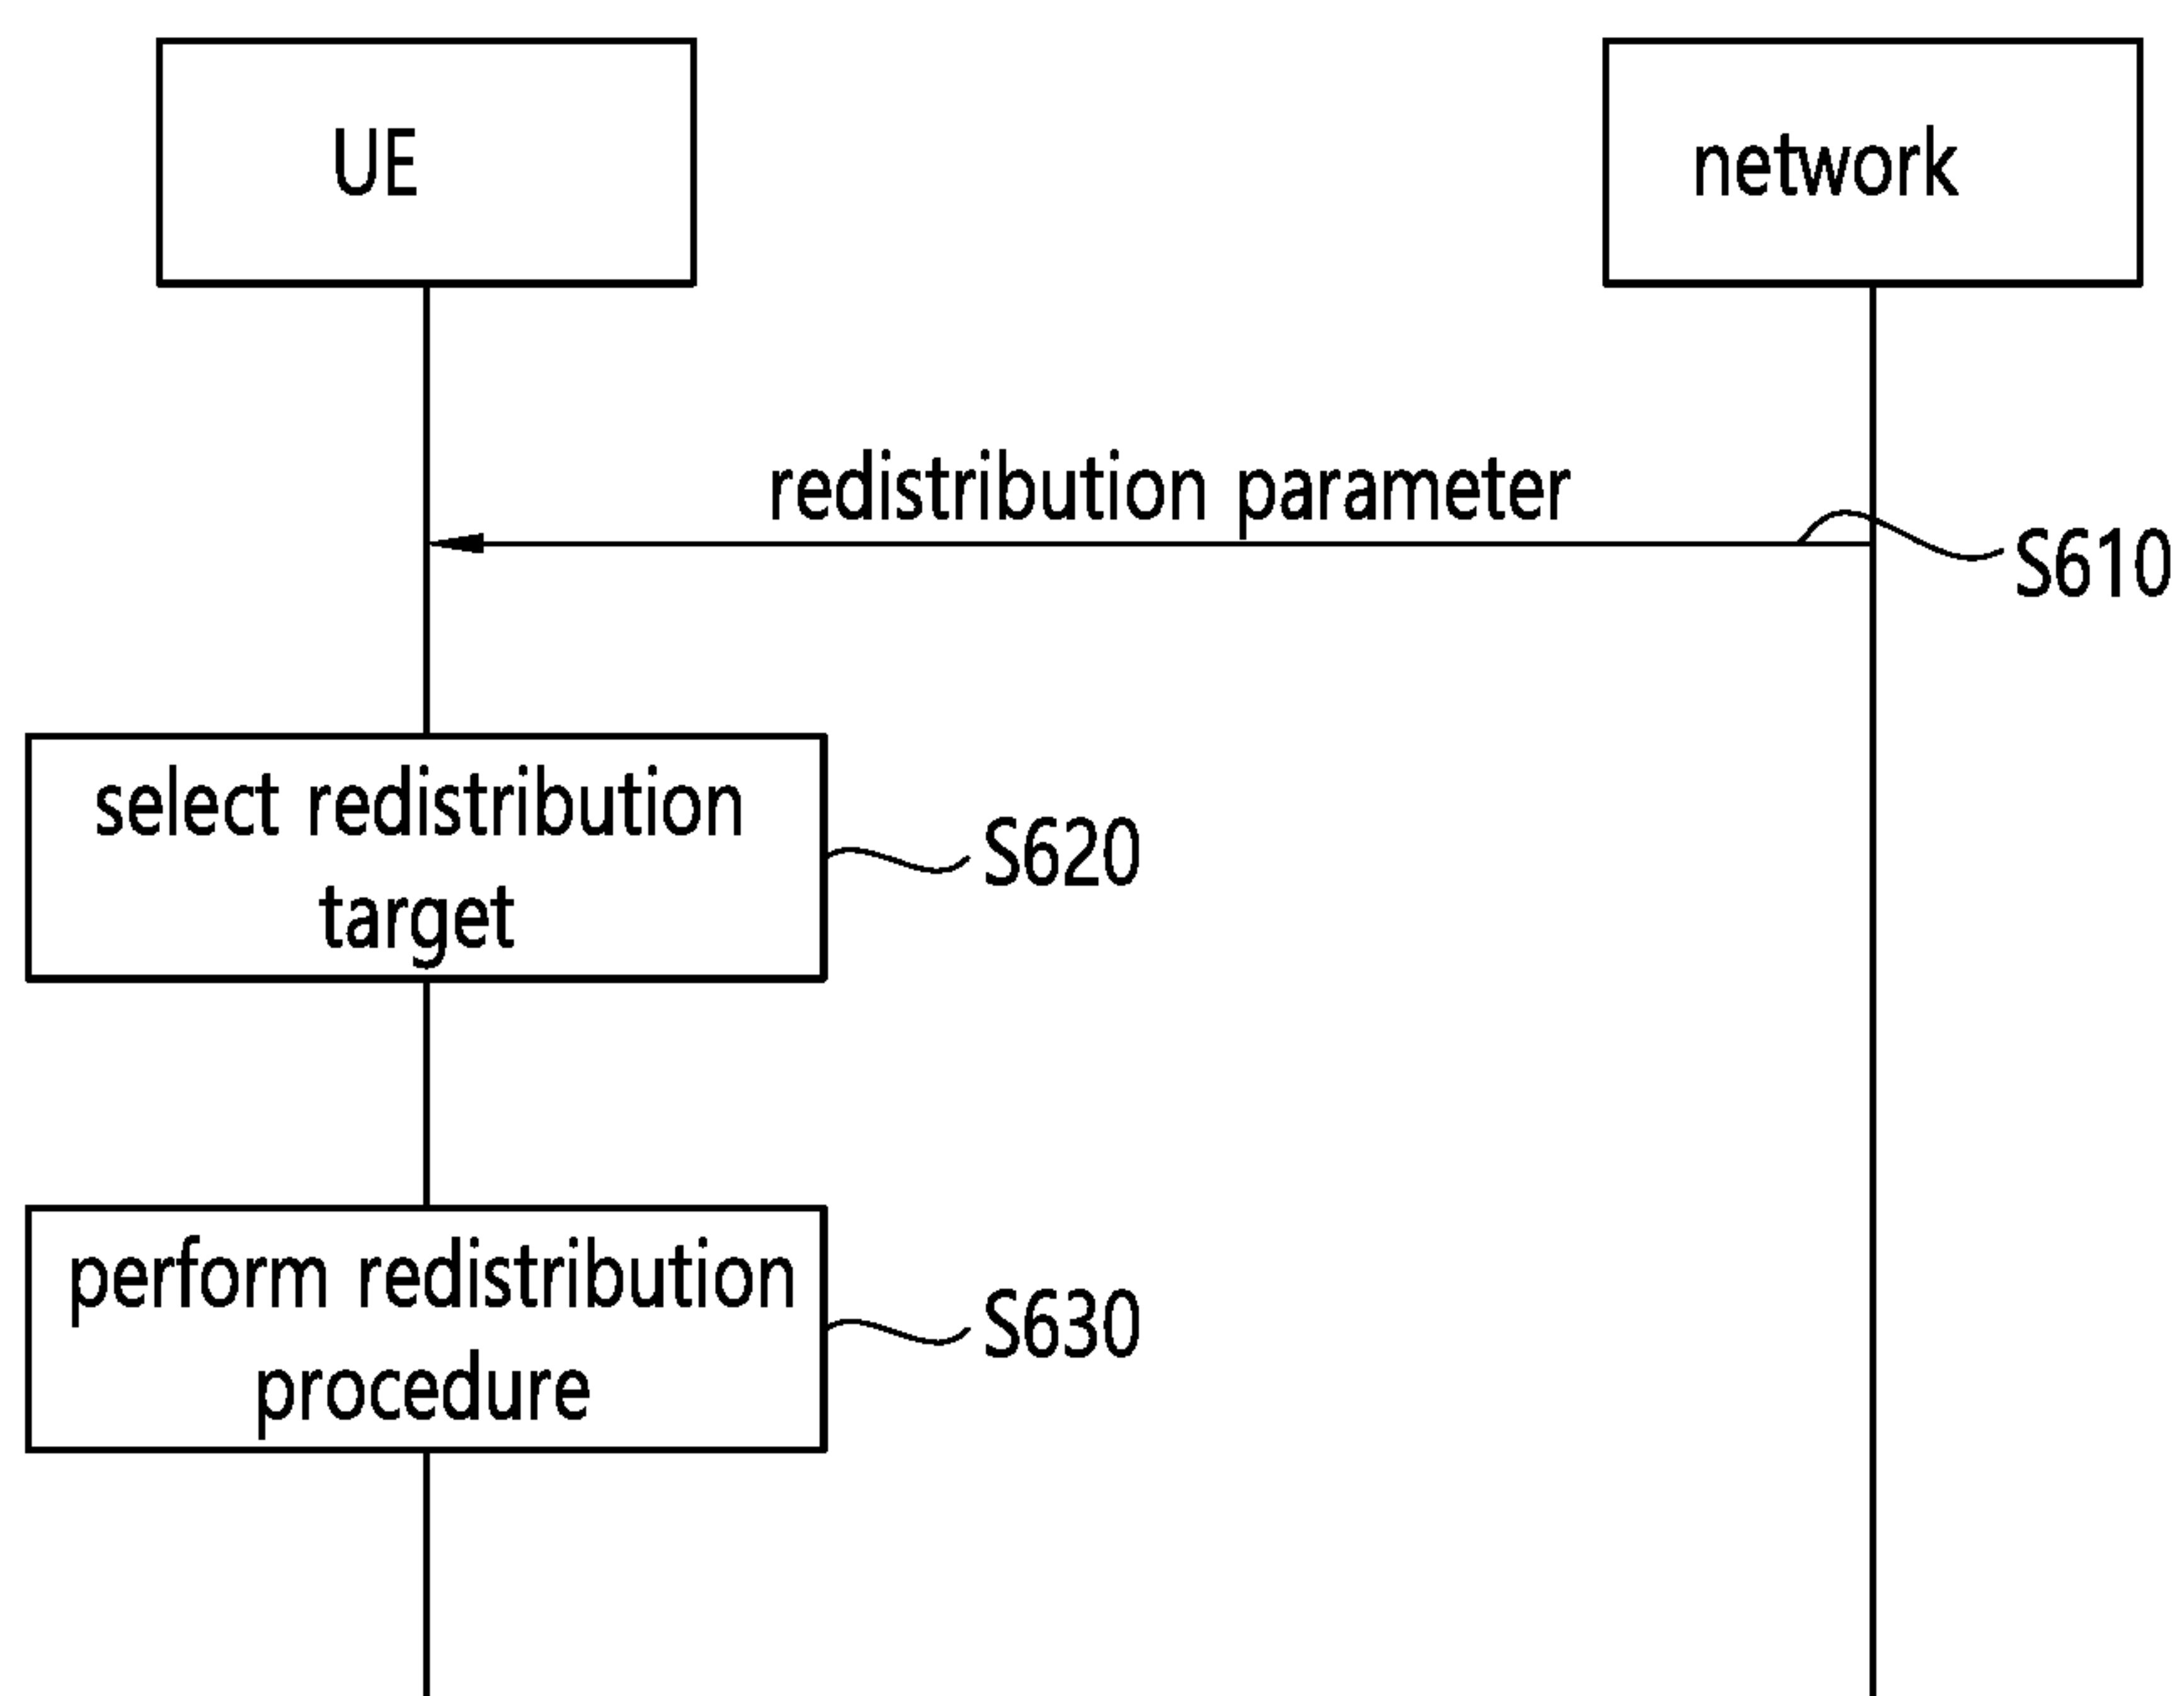 UE
network
redistribution parameter
S610
select redistribution
target
S620
perform redistribution
procedure
S630